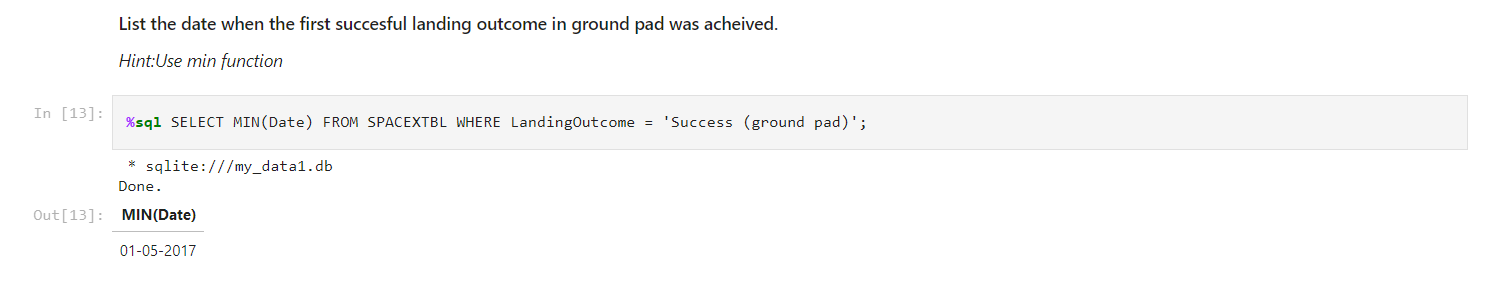 List the date when the first succesful landing outcome in ground pad was acheived.
Hint:Use min function
In [13]: %sql SELECT MIN(Date) FROM SPACEXTBL WHERE LandingOutcome = 'Success (ground pad)';
* sqlite:///my_data1.db
Done.
Out[13]: MIN(Date)
01-05-2017